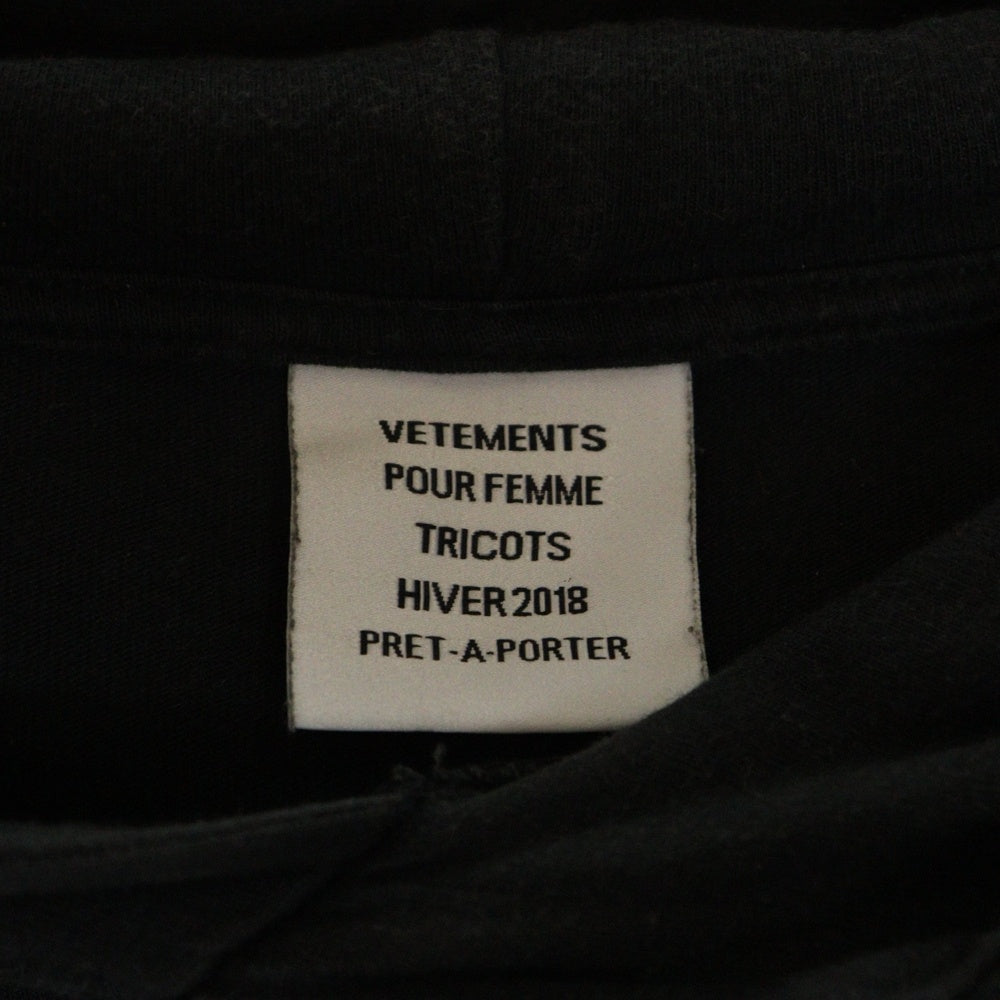 VETEMENTS
POUR FEMME
TRICOTS
HIVER 2018
PRET-A-PORTER